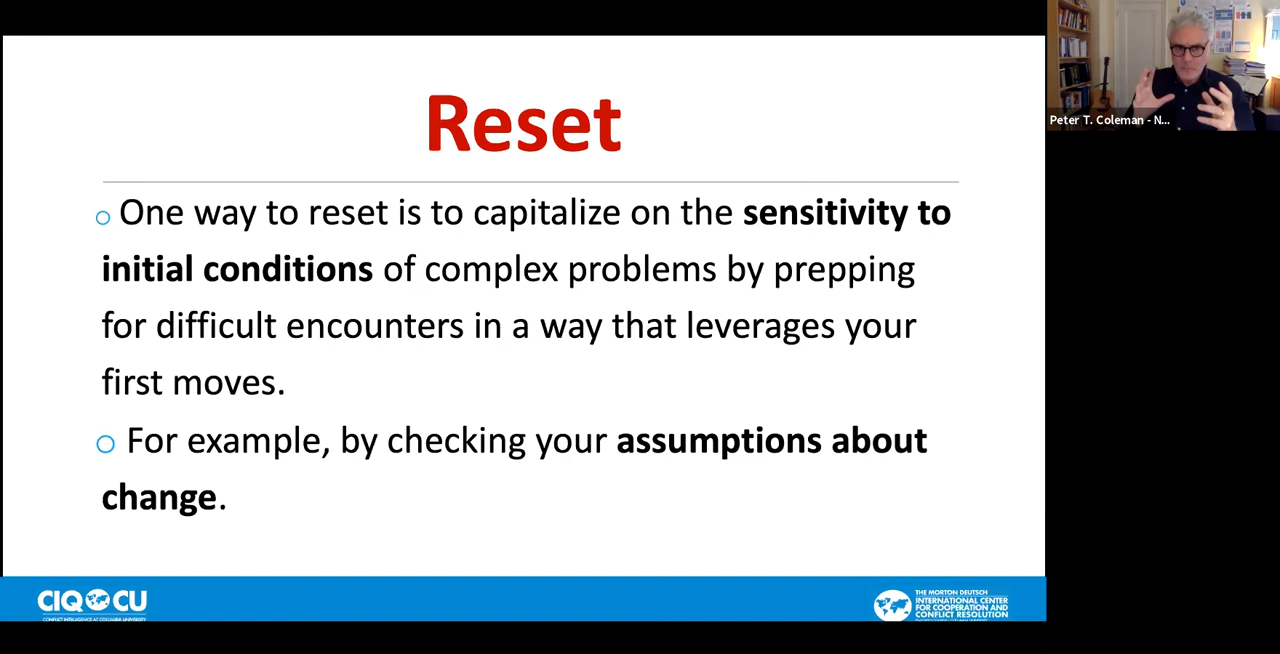 Reset
One way to reset is to capitalize on the sensitivity to
initial conditions of complex problems by prepping
for difficult encounters in a way that leverages your
first moves.
For example, by checking your assumptions about
change.
Peter T. Coleman - N...
CIQ CU
CONFLICT INTELLIGENCE AT COLUMBIA UNIVERSITY
THE MORTON DEUTSCH
INTERNATIONAL CENTER
FOR COOPERATION AND
CONFLICT RESOLUTION